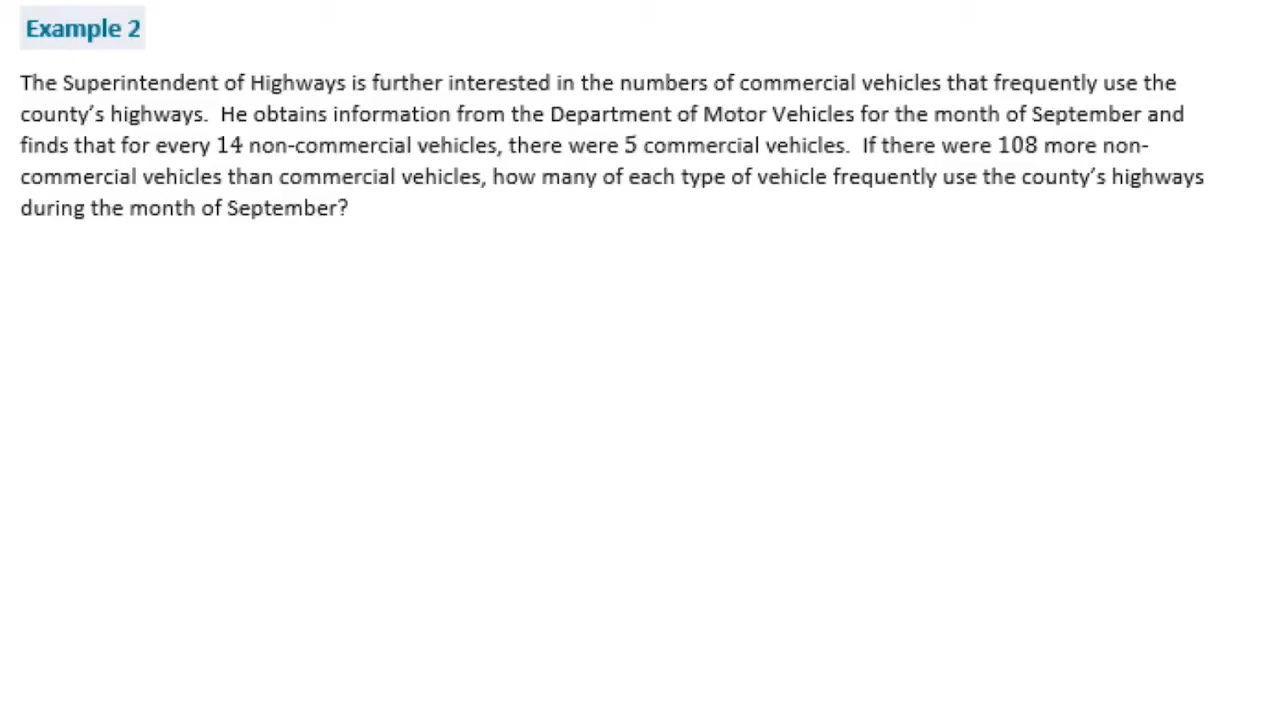 Example 2
The Superintendent of Highways is further interested in the numbers of commercial vehicles that frequently use the
county’s highways.  He obtains information from the Department of Motor Vehicles for the month of September and
finds that for every 14 non-commercial vehicles, there were 5 commercial vehicles.  If there were 108 more non-
commercial vehicles than commercial vehicles, how many of each type of vehicle frequently use the county’s highways
during the month of September?